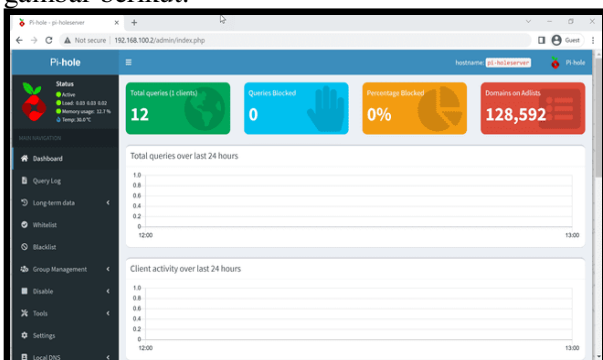 gambar berikut.
Pi-hole - pi-holeserver
Not secure | 192.168.100.2/admin/index.php
Guest
Pi-hole
hostname: pi-holeserver
Pi-hole
Status
Active
Load: 0.03 0.03 0.02
Memory usage: 12.7 %
Temp: 36.0 °C
Total queries (1 clients)
12
Queries Blocked
0
Percentage Blocked
0%
Domains on Adlists
128,592
MAIN NAVIGATION
Dashboard
Query Log
Long-term data
Whitelist
Blacklist
Group Management
Disable
Tools
Settings
Local DNS
Total queries over last 24 hours
1.0
0.8
0.6
0.4
0.2
0
12:00
13:00
Client activity over last 24 hours
1.0
0.8
0.6
0.4
0.2
0
12:00
13:00